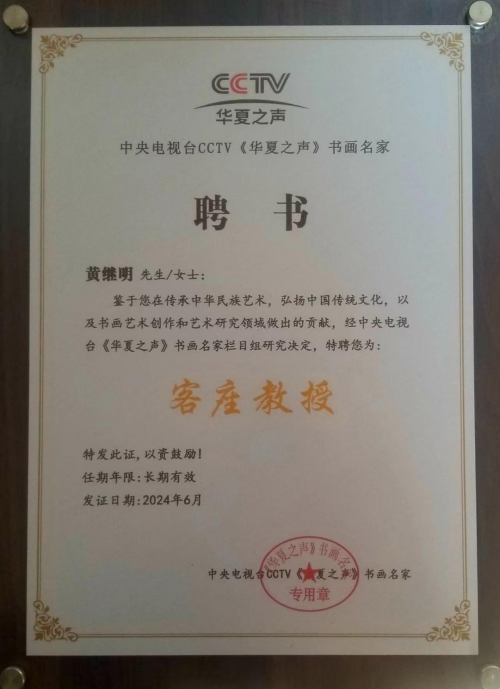 CCTV
华夏之声
中央电视台CCTV《华夏之声》书画名家
聘 书
黄继明 先生/女士：
鉴于您在传承中华民族艺术，弘扬中国传统文化，以
及书画艺术创作和艺术研究领域做出的贡献，经中央电视
台《华夏之声》书画名家栏目组研究决定，特聘您为：
客座教授
特发此证，以资鼓励！
任期年限：长期有效
发证日期：2024年6月
《华夏之声》书画名
专用章
中央电视台CCTV《华夏之声》书画名家